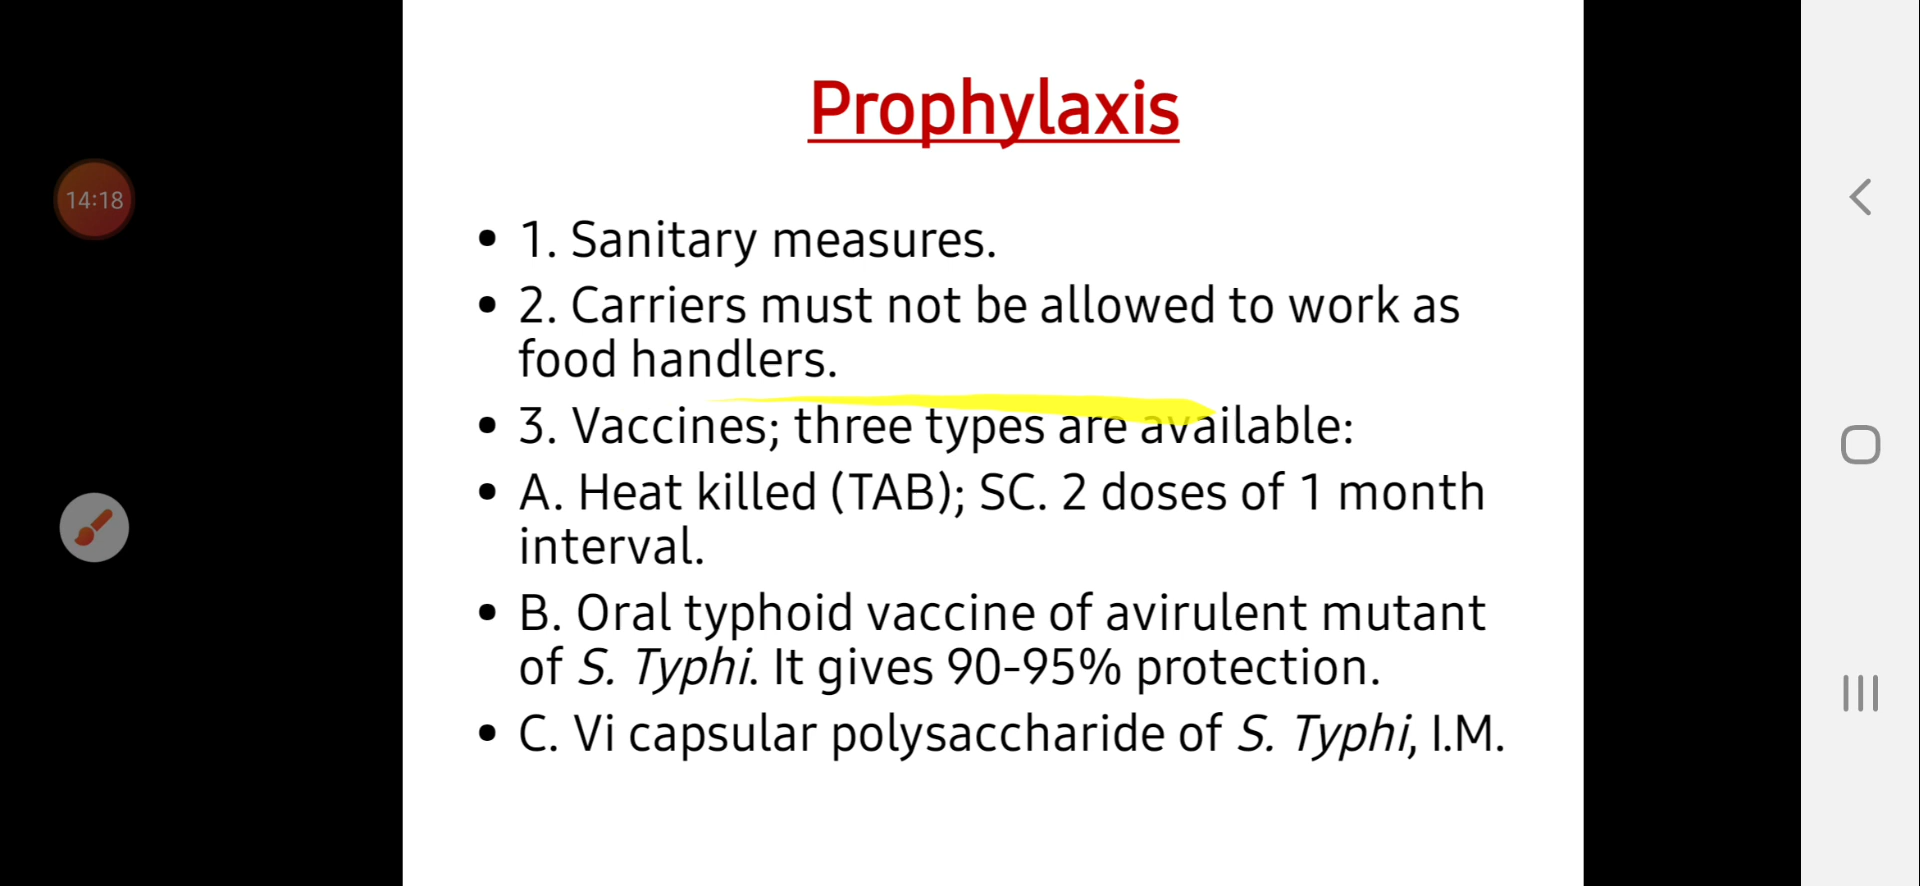 Prophylaxis
14:18
• 1. Sanitary measures.
• 2. Carriers must not be allowed to work as
food handlers.
• 3. Vaccines; three types are available:
• A. Heat killed (TAB); SC. 2 doses of 1 month
interval.
• B. Oral typhoid vaccine of avirulent mutant
of S. Typhi. It gives 90-95% protection.
• C. Vi capsular polysaccharide of S. Typhi, I.M.